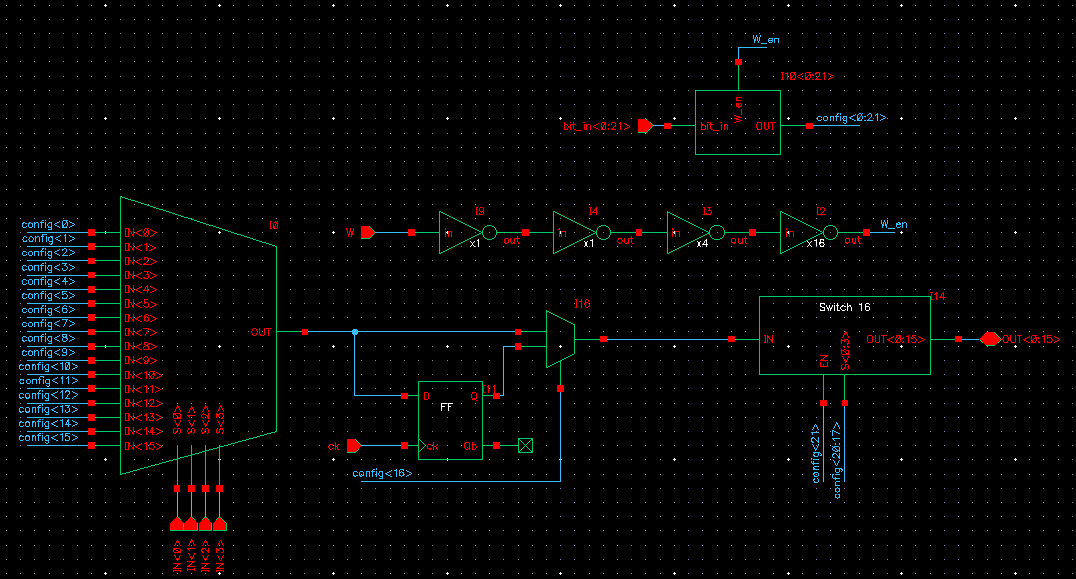 W_en
I10<0:21>
W_en
bit_in<0:21>
bit_in
OUT
config<0:21>
I9
I4
I3
I2
W
in
x1
out
in
x1
out
in
x4
out
in
x16
out
W_en
I0
config<0>
config<1>
config<2>
config<3>
config<4>
config<5>
config<6>
config<7>
config<8>
config<9>
config<10>
config<11>
config<12>
config<13>
config<14>
config<15>
IN<0>
IN<1>
IN<2>
IN<3>
IN<4>
IN<5>
IN<6>
IN<7>
IN<8>
IN<9>
IN<10>
IN<11>
IN<12>
IN<13>
IN<14>
IN<15>
OUT
S<0>
S<1>
S<2>
S<3>
IN<0>
IN<1>
IN<2>
IN<3>
I18
D
Q
FF
ck
ck
Qb
config<16>
I14
Switch 16
IN
EN
S<0:3>
OUT<0:15>
OUT<0:15>
config<21>
config<20:17>